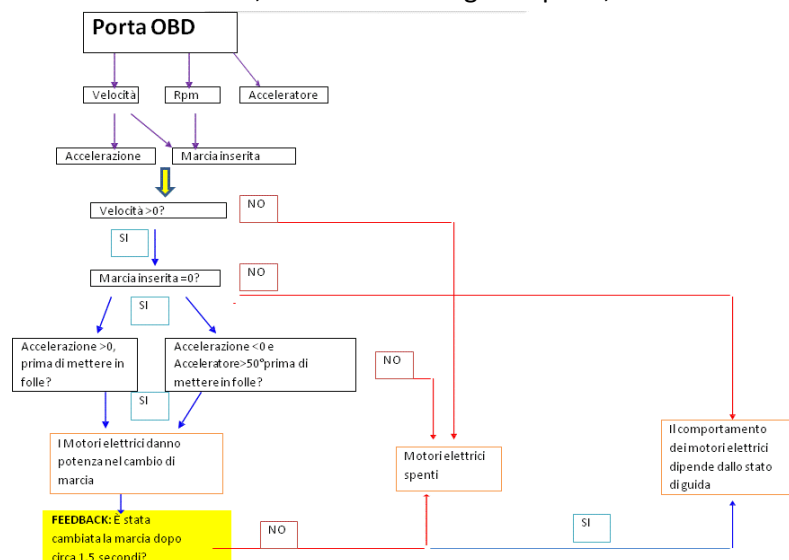 Porta OBD
Velocità
Rpm
Acceleratore
Accelerazione
Marcia inserita
Velocità >0?
NO
SI
Marcia inserita =0?
NO
SI
Accelerazione >0,
prima di mettere in
folle?
Accelerazione <0 e
Acceleratore>50°prima di
mettere in folle?
NO
SI
I Motori elettrici danno
potenza nel cambio di
marcia
Motori elettrici
spenti
Il comportamento
dei motori elettrici
dipende dallo stato
di guida
FEEDBACK: È stata
cambiata la marcia dopo
circa 1,5 secondi?
NO
SI